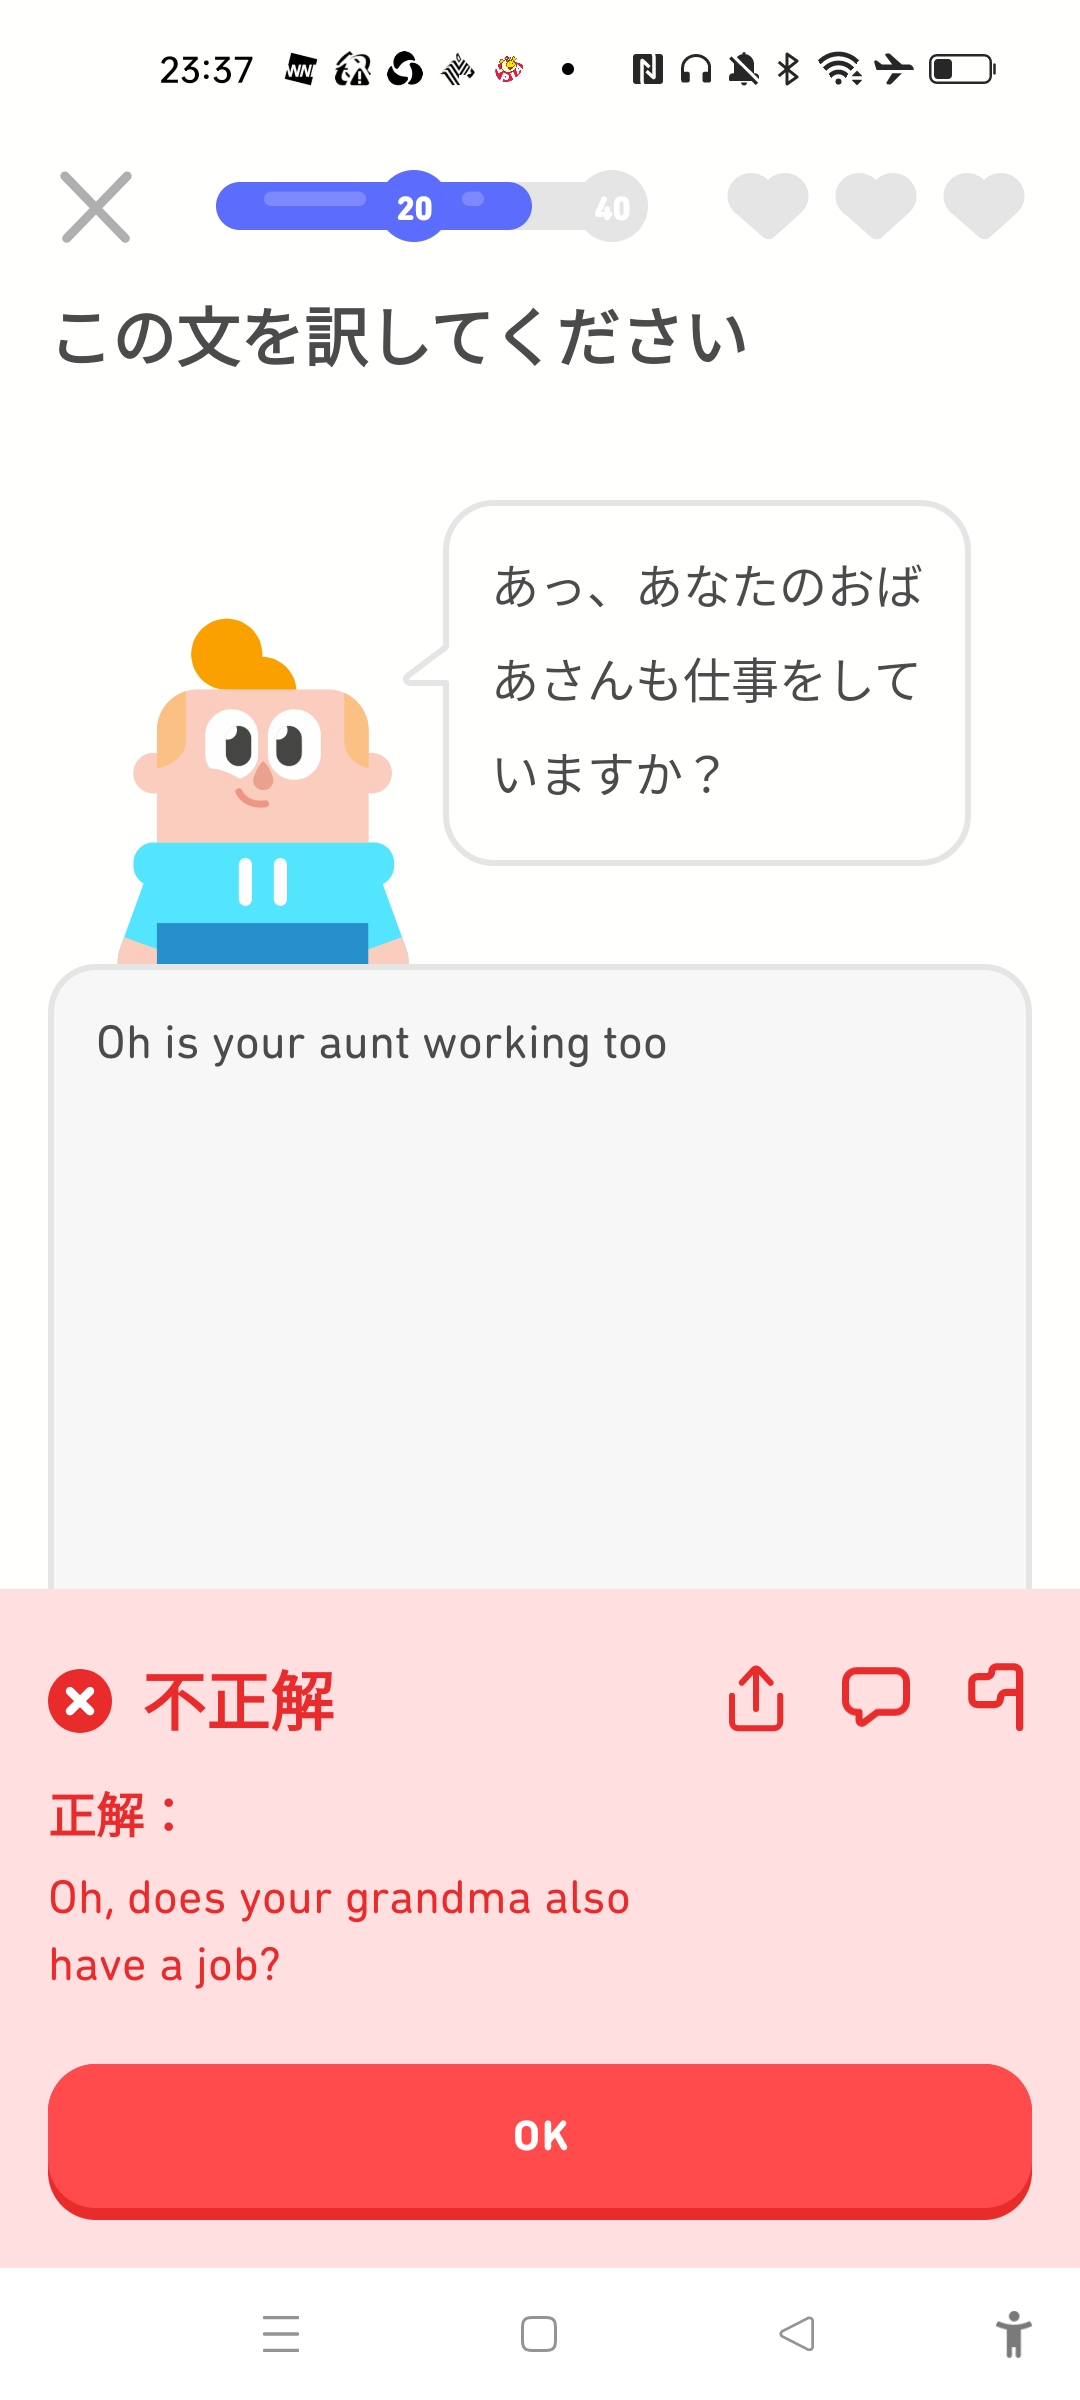 23:37
20
40
この文を訳してください
あっ、あなたのおば
あさんも仕事をして
いますか？
Oh is your aunt working too
不正解
正解：
Oh, does your grandma also
have a job?
OK